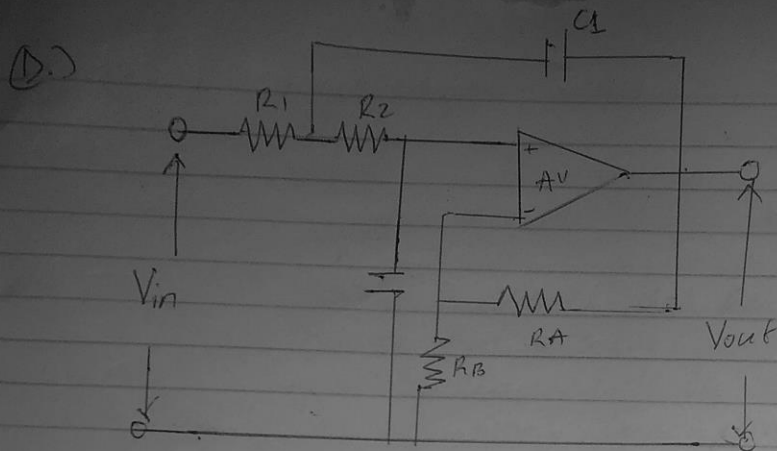 D.)
C1
R1
R2
+
AV
-
Vin
RA
Vout
RB